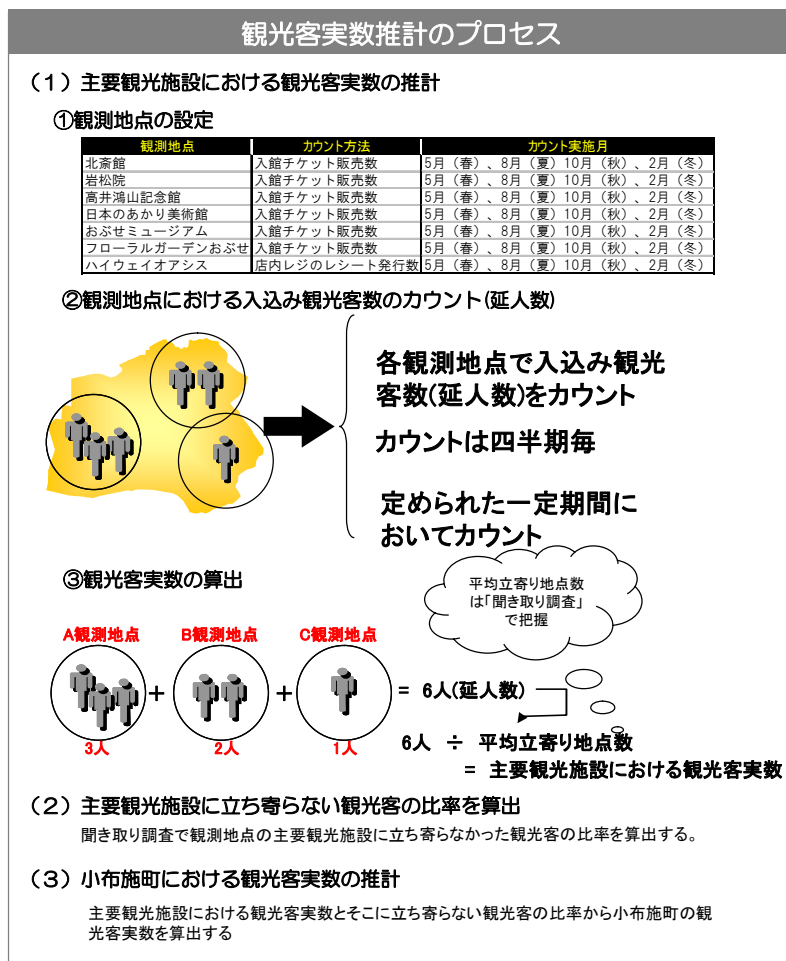 観光客実数推計のプロセス
（１）主要観光施設における観光客実数の推計
①観測地点の設定
観測地点 カウント方法 カウント実施月
北斎館 入館チケット販売数 5月（春）、8月（夏）10月（秋）、2月（冬）
岩松院 入館チケット販売数 5月（春）、8月（夏）10月（秋）、2月（冬）
高井鴻山記念館 入館チケット販売数 5月（春）、8月（夏）10月（秋）、2月（冬）
日本のあかり美術館 入館チケット販売数 5月（春）、8月（夏）10月（秋）、2月（冬）
おぶせミュージアム 入館チケット販売数 5月（春）、8月（夏）10月（秋）、2月（冬）
フローラルガーデンおぶせ 入館チケット販売数 5月（春）、8月（夏）10月（秋）、2月（冬）
ハイウェイオアシス 店内レジのレシート発行数 5月（春）、8月（夏）10月（秋）、2月（冬）
②観測地点における入込み観光客数のカウント(延人数)
各観測地点で入込み観光
客数(延人数)をカウント
カウントは四半期毎
定められた一定期間に
おいてカウント
③観光客実数の算出
平均立寄り地点数
は「聞き取り調査」
で把握
A観測地点 B観測地点 C観測地点
+ + = 6人(延人数)
3人 2人 1人
6人 ÷ 平均立寄り地点数
= 主要観光施設における観光客実数
（２）主要観光施設に立ち寄らない観光客の比率を算出
聞き取り調査で観測地点の主要観光施設に立ち寄らなかった観光客の比率を算出する。
（３）小布施町における観光客実数の推計
主要観光施設における観光客実数とそこに立ち寄らない観光客の比率から小布施町の観
光客実数を算出する